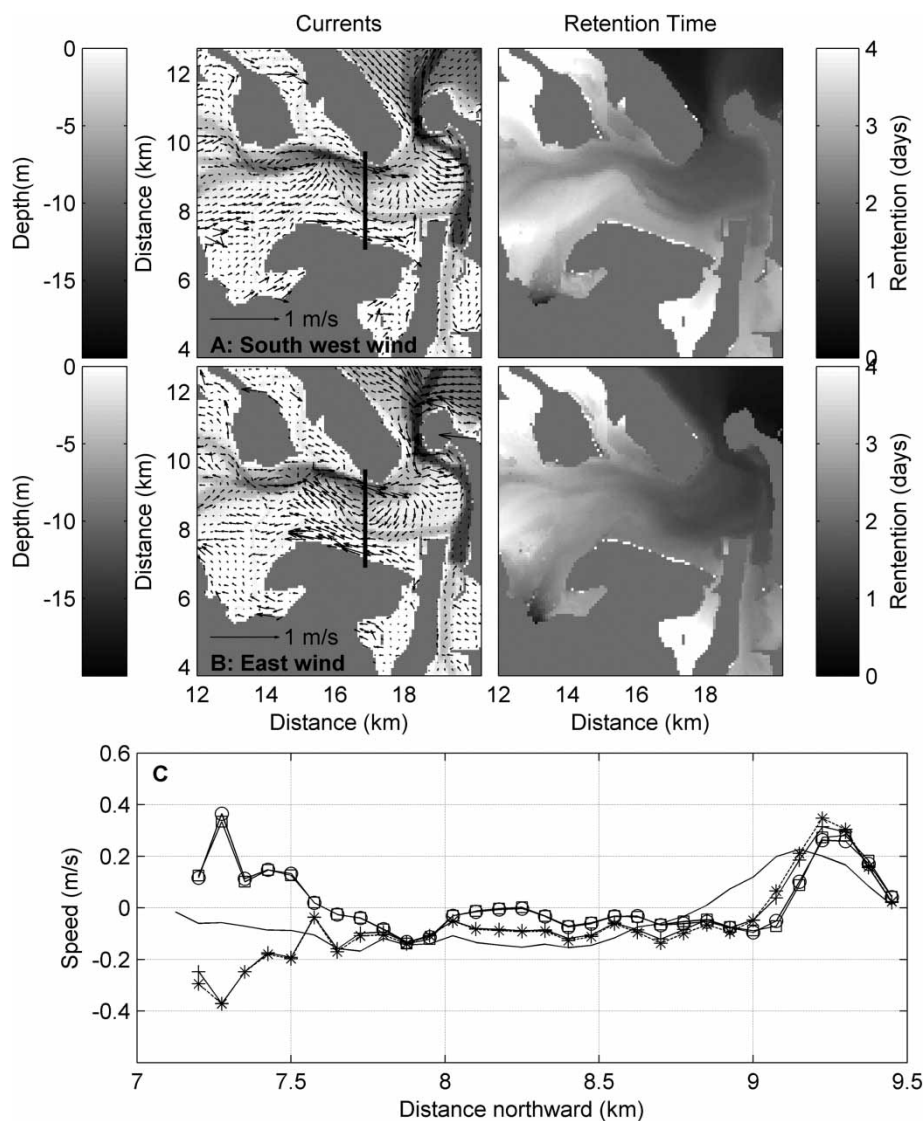 Currents
Retention Time
0
-5
-10
-15
Depth(m)
12
10
8
6
4
Distance (km)
1 m/s
A: South west wind
4
3
2
1
0
Rentention (days)
0
-5
-10
-15
Depth(m)
12
10
8
6
4
Distance (km)
1 m/s
B: East wind
12 14 16 18
Distance (km)
12 14 16 18
Distance (km)
4
3
2
1
0
Rentention (days)
C
0.6
0.4
0.2
0
-0.2
-0.4
Speed (m/s)
7 7.5 8 8.5 9 9.5
Distance northward (km)